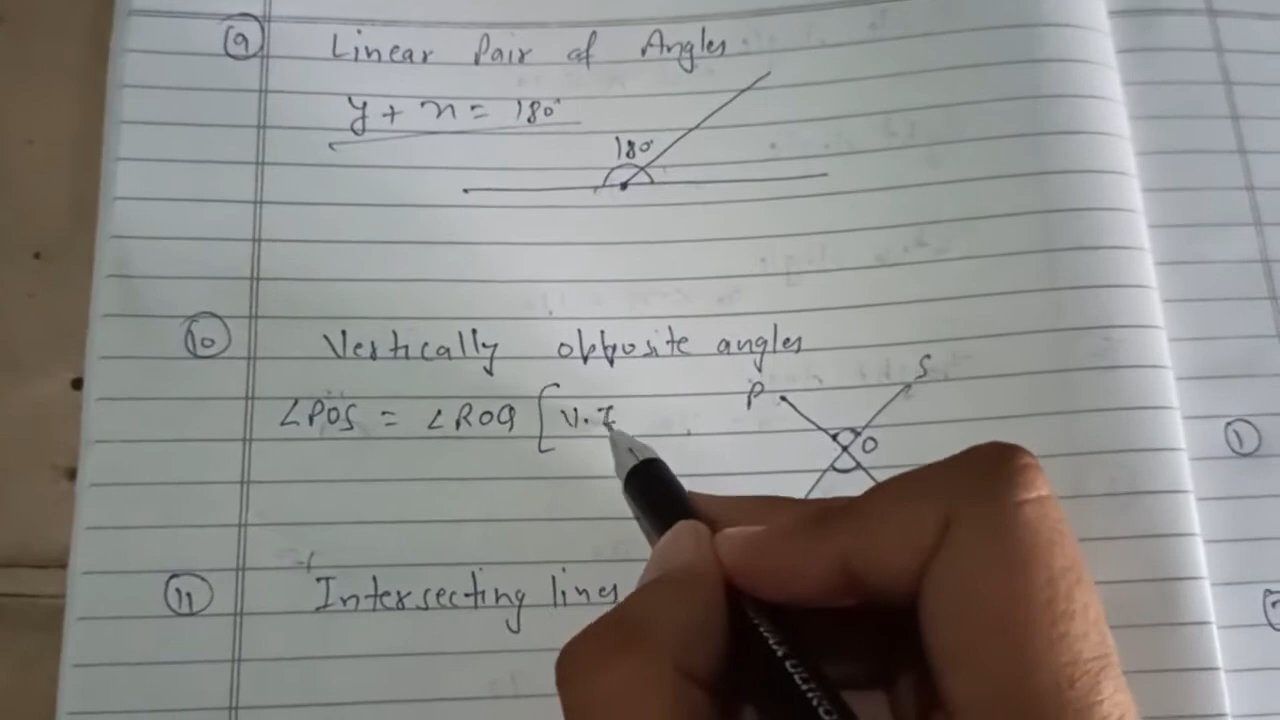 9 Linear Pair of Angles
y + x = 180°
180°
10 Vertically opposite angles
∠POS = ∠ROQ [ V. I
P
S
O
11 Intersecting lines
1